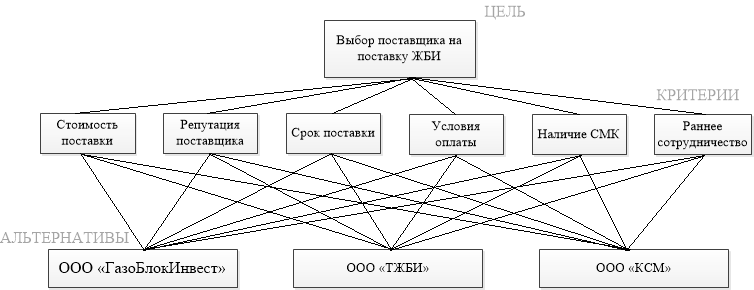 ЦЕЛЬ
Выбор поставщика на
поставку ЖБИ
КРИТЕРИИ
Стоимость
поставки
Репутация
поставщика
Срок поставки
Условия
оплаты
Наличие СМК
Раннее
сотрудничество
АЛЬТЕРНАТИВЫ
ООО «ГазоБлокИнвест»
ООО «ТЖБИ»
ООО «КСМ»